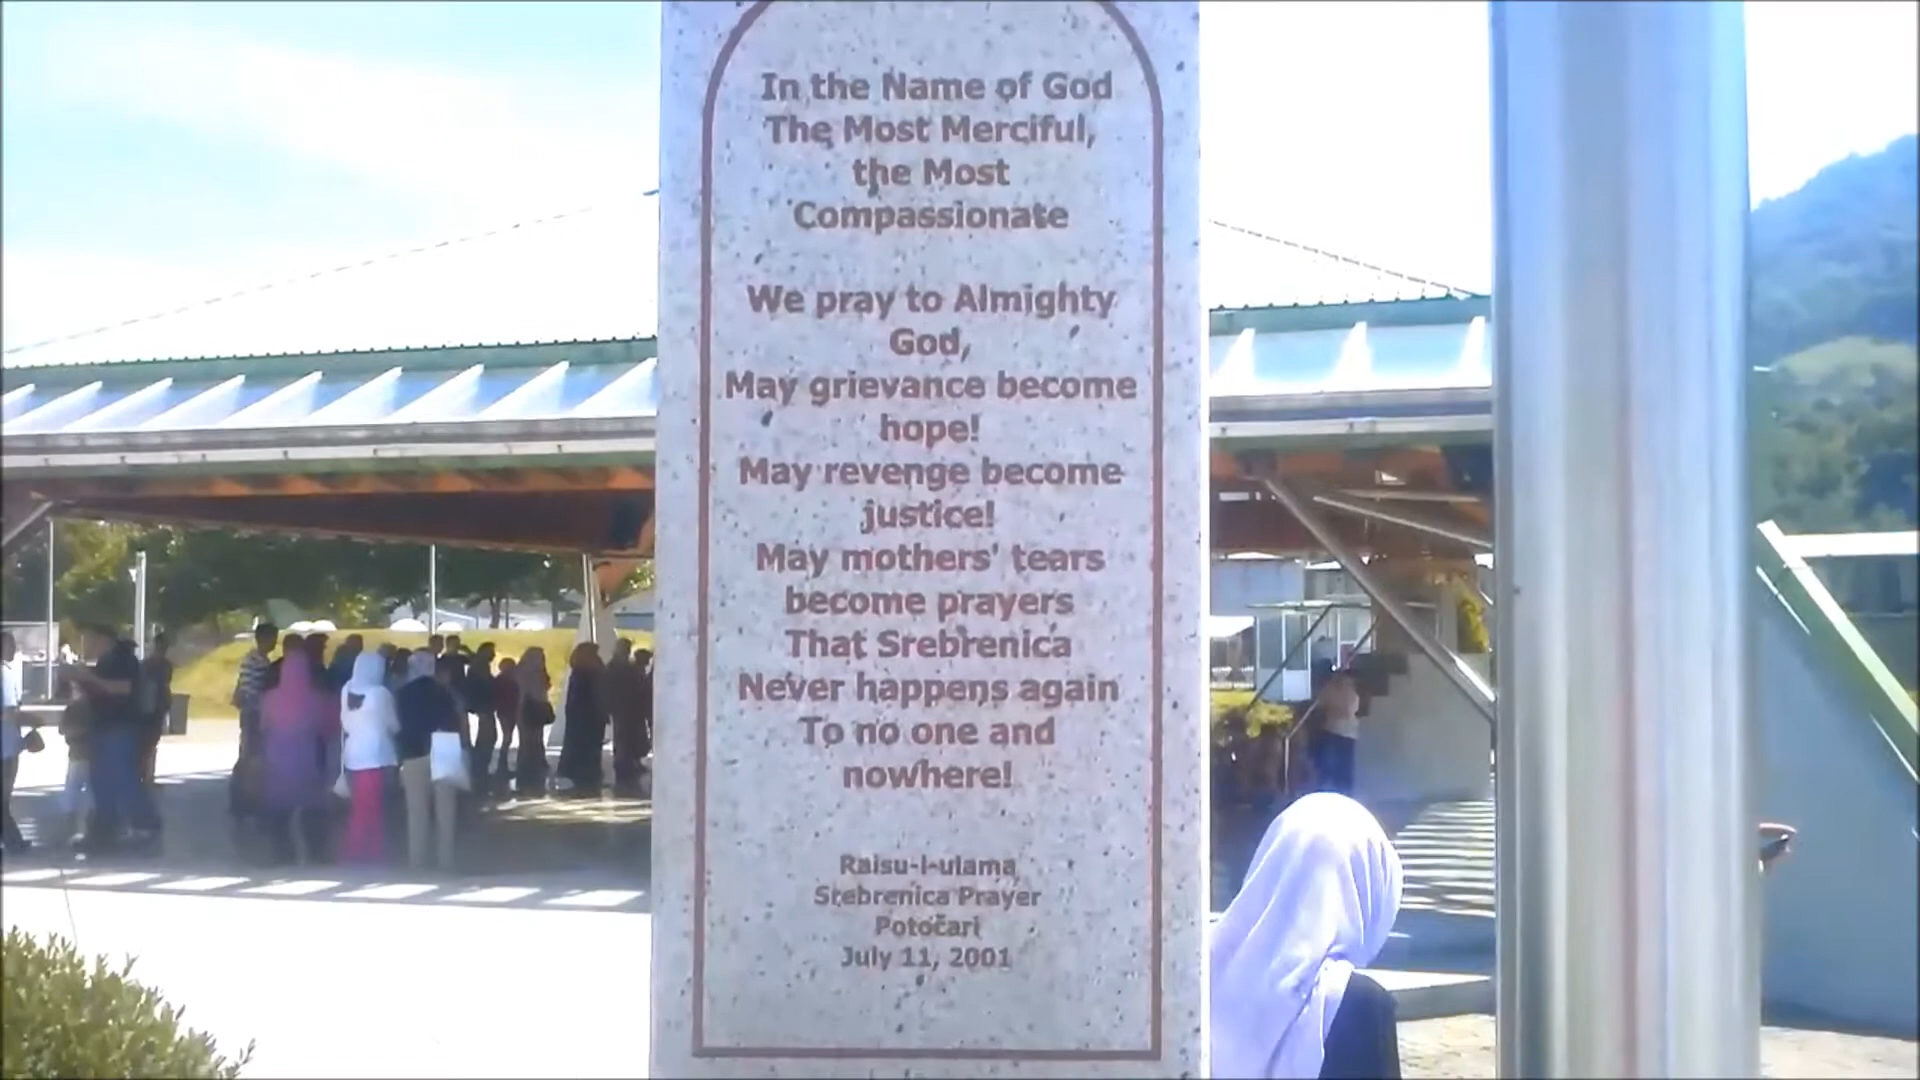 In the Name of God
The Most Merciful,
the Most
Compassionate
We pray to Almighty
God,
May grievance become
hope!
May revenge become
justice!
May mothers' tears
become prayers
That Srebrenica
Never happens again
To no one and
nowhere!
Raisu-l-ulama
Srebrenica Prayer
Potočari
July 11, 2001